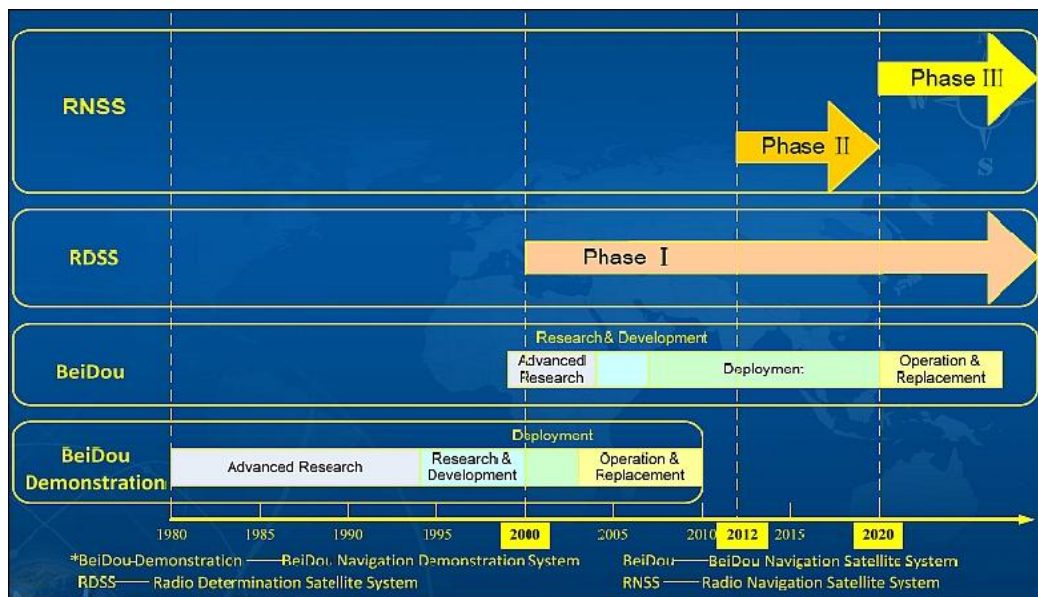 N
W
S
RNSS
Phase III
Phase II
RDSS
Phase I
Research & Development
BeiDou
Advanced
Research
Deployment
Operation &
Replacement
Deployment
BeiDou
Demonstration
Advanced Research
Research &
Development
Operation &
Replacement
1980 1985 1990 1995 2000 2005 2010 2012 2015 2020
*BeiDou-Demonstration —— BeiDou Navigation Demonstration System
BeiDou —— BeiDou Navigation Satellite System
RDSS —— Radio Determination Satellite System
RNSS —— Radio Navigation Satellite System